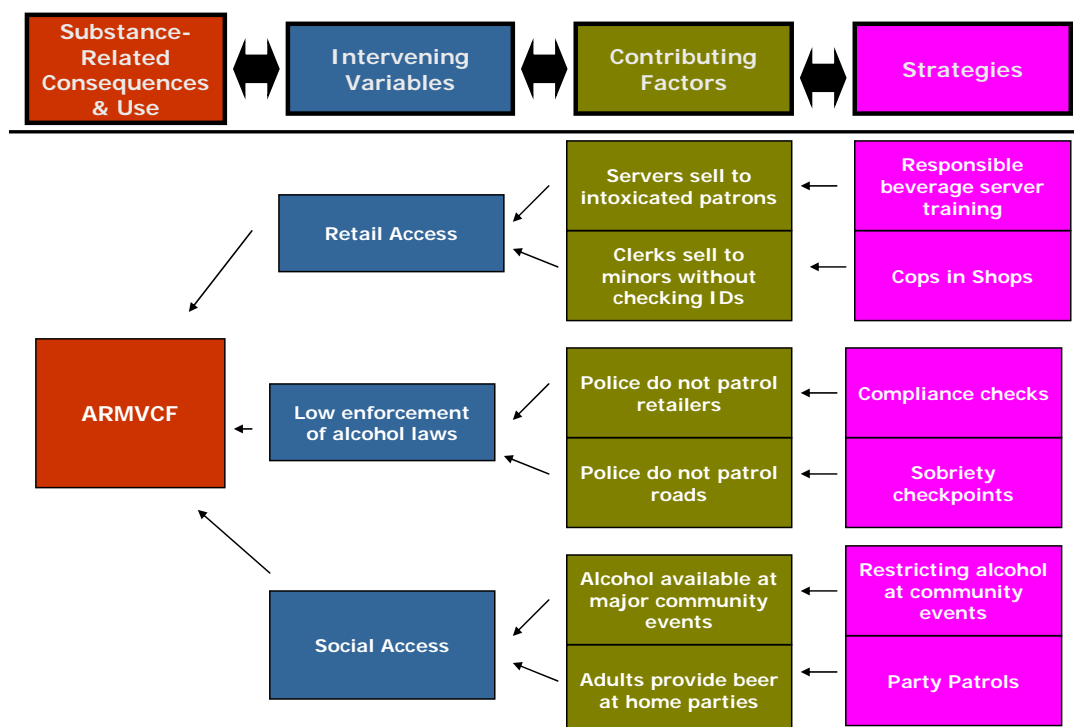 Substance-
Related
Consequences
& Use
Intervening
Variables
Contributing
Factors
Strategies
Servers sell to
intoxicated patrons
Responsible
beverage server
training
Retail Access
Clerks sell to
minors without
checking IDs
Cops in Shops
ARMVCF
Low enforcement
of alcohol laws
Police do not patrol
retailers
Compliance checks
Police do not patrol
roads
Sobriety
checkpoints
Social Access
Alcohol available at
major community
events
Restricting alcohol
at community
events
Adults provide beer
at home parties
Party Patrols